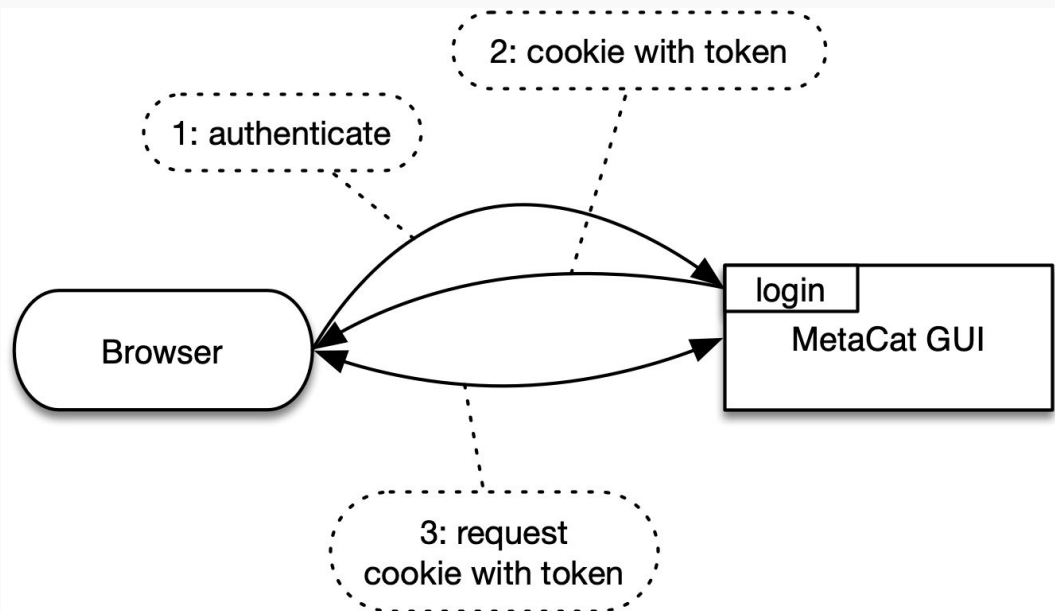 2: cookie with token
1: authenticate
login
Browser
MetaCat GUI
3: request
cookie with token